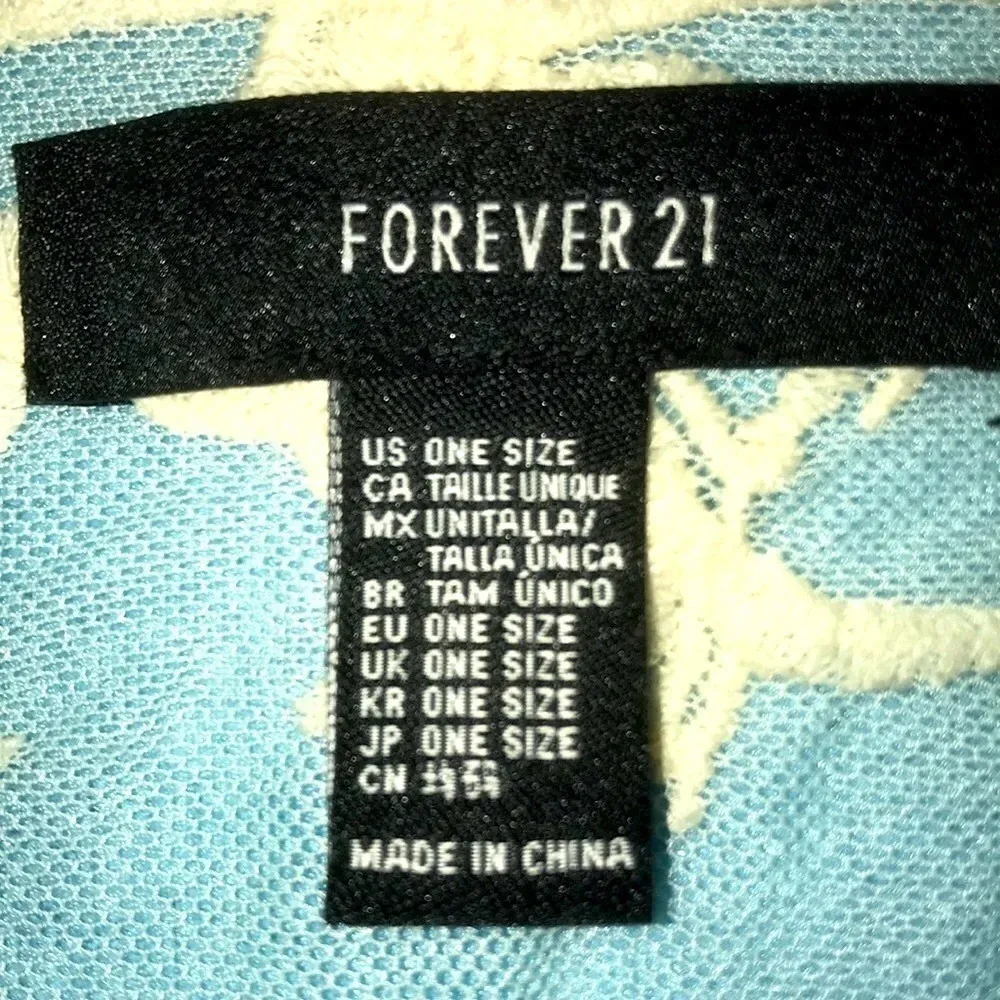 FOREVER 21
US ONE SIZE
CA TAILLE UNIQUE
MX UNITALLA/
TALLA ÚNICA
BR TAM ÚNICO
EU ONE SIZE
UK ONE SIZE
KR ONE SIZE
JP ONE SIZE
CN 均码
MADE IN CHINA